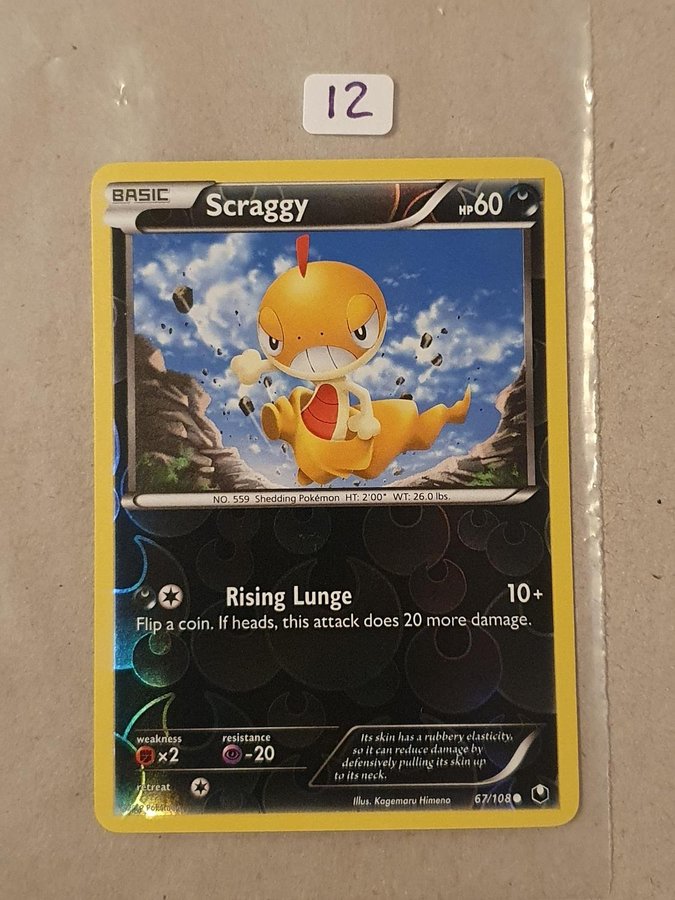 12
BASIC
Scraggy
HP60
NO. 559 Shedding Pokémon HT: 2'00" WT: 26.0 lbs.
Rising Lunge 10+
Flip a coin. If heads, this attack does 20 more damage.
weakness resistance
×2 -20
Its skin has a rubbery elasticity,
so it can reduce damage by
defensively pulling its skin up
to its neck.
retreat
Illus. Kagemaru Himeno 67/108